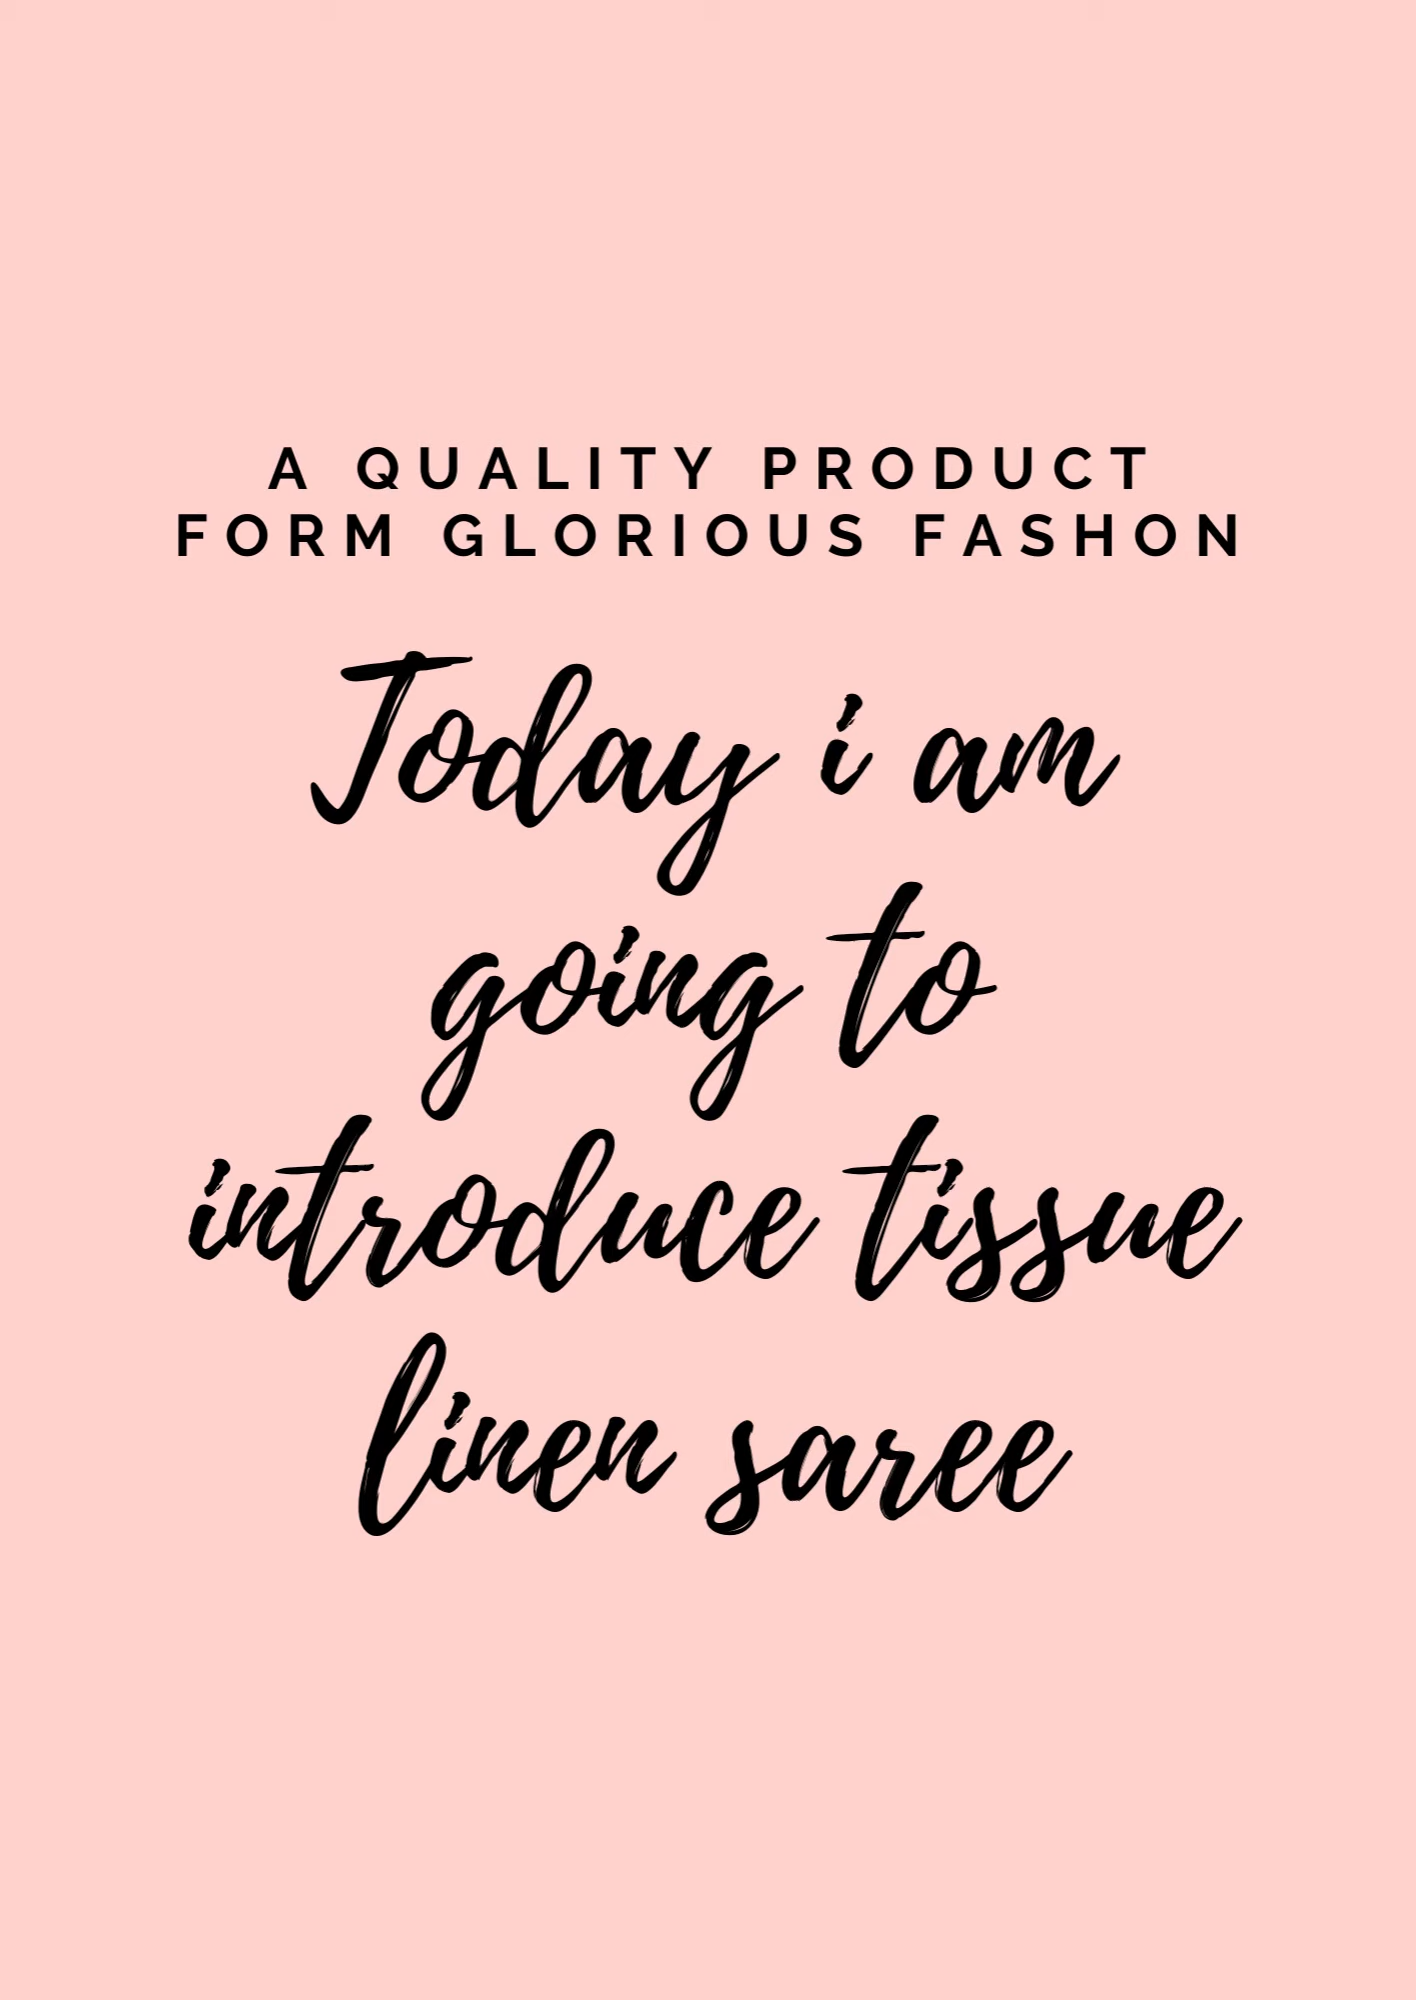 A QUALITY PRODUCT
FORM GLORIOUS FASHON
Today i am
going to
introduce tissue
linen saree